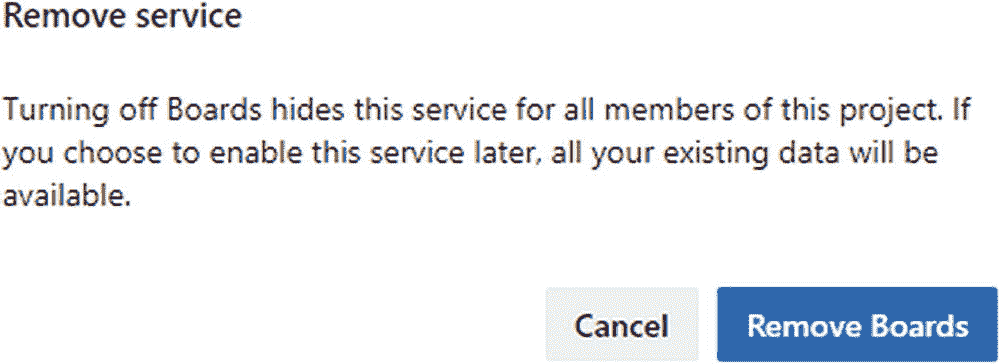 Remove service
Turning off Boards hides this service for all members of this project. If
you choose to enable this service later, all your existing data will be
available.
Cancel
Remove Boards